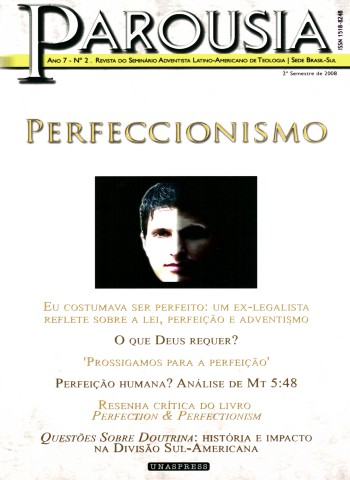 PAROUSIA
ANO 7 - Nº 2 . REVISTA DO SEMINÁRIO ADVENTISTA LATINO-AMERICANO DE TEOLOGIA | SEDE BRASIL-SUL
ISSN 1518-8248
2º Semestre de 2008
PERFECCIONISMO
EU COSTUMAVA SER PERFEITO: UM EX-LEGALISTA
REFLETE SOBRE A LEI, PERFEIÇÃO E ADVENTISMO
O QUE DEUS REQUER?
'PROSSIGAMOS PARA A PERFEIÇÃO'
PERFEIÇÃO HUMANA? ANÁLISE DE MT 5:48
RESENHA CRÍTICA DO LIVRO
PERFECTION & PERFECTIONISM
QUESTÕES SOBRE DOUTRINA: HISTÓRIA E IMPACTO
NA DIVISÃO SUL-AMERICANA
UNASPRESS